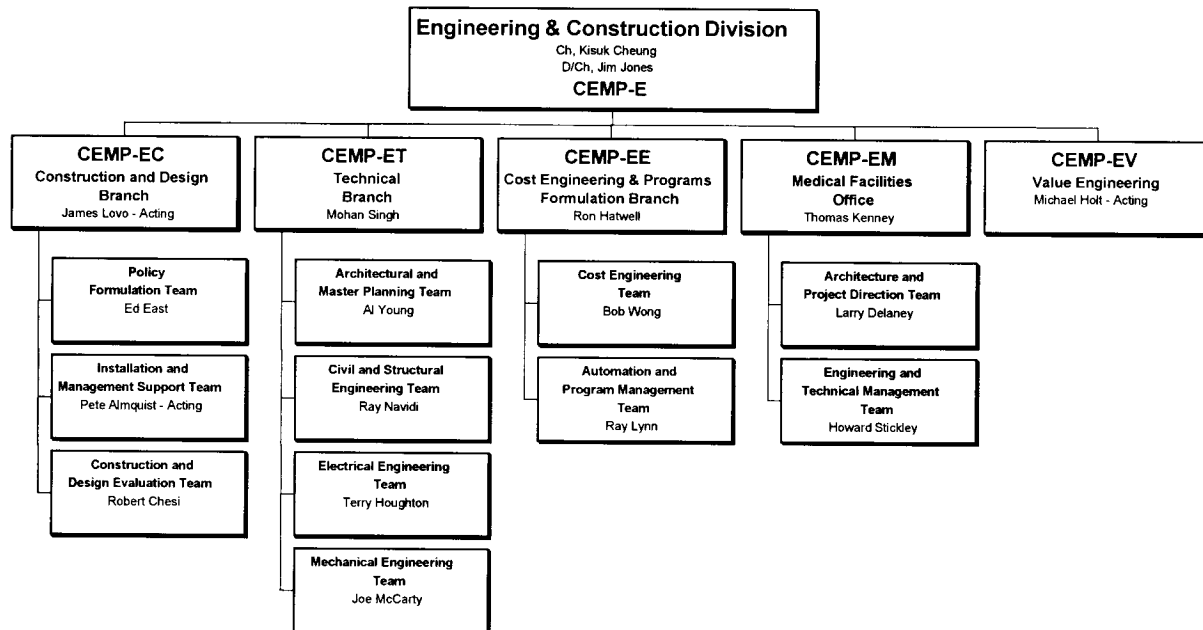 Engineering & Construction Division
Ch, Kisuk Cheung
D/Ch, Jim Jones
CEMP-E
CEMP-EC
Construction and Design
Branch
James Lovo - Acting
CEMP-ET
Technical
Branch
Mohan Singh
CEMP-EE
Cost Engineering & Programs
Formulation Branch
Ron Hatwell
CEMP-EM
Medical Facilities
Office
Thomas Kenney
CEMP-EV
Value Engineering
Michael Holt - Acting
Policy
Formulation Team
Ed East
Installation and
Management Support Team
Pete Almquist - Acting
Construction and
Design Evaluation Team
Robert Chesi
Architectural and
Master Planning Team
Al Young
Civil and Structural
Engineering Team
Ray Navidi
Electrical Engineering
Team
Terry Houghton
Mechanical Engineering
Team
Joe McCarty
Cost Engineering
Team
Bob Wong
Automation and
Program Management
Team
Ray Lynn
Architecture and
Project Direction Team
Larry Delaney
Engineering and
Technical Management
Team
Howard Stickley